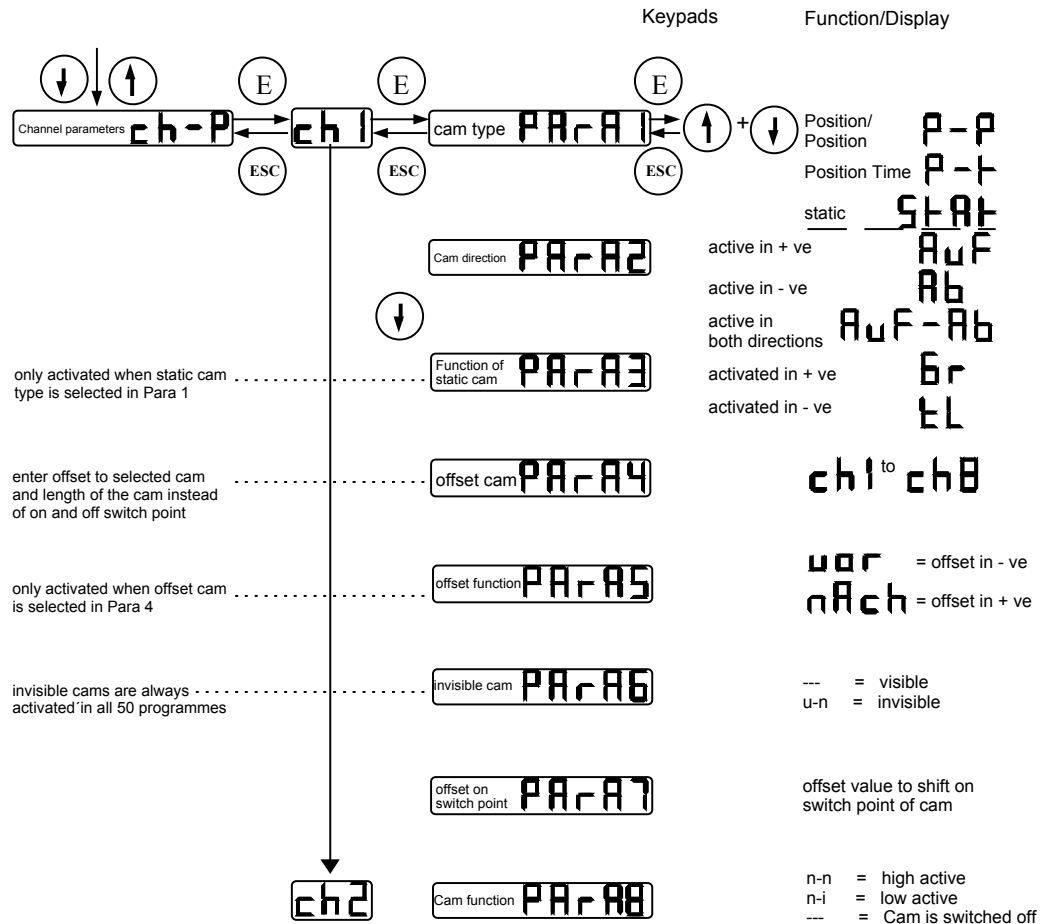 Keypads Function/Display
E E E
Channel parameters ch-P ch1 cam type PArA1 + Position/
Position P-P
ESC ESC ESC
Position Time P-t
static StAt
Cam direction PArA2
active in + ve AuF
active in - ve Ab
active in
both directions AuF-Ab
only activated when static cam
type is selected in Para 1
Function of
static cam PArA3
activated in + ve Gr
activated in - ve tL
enter offset to selected cam
and length of the cam instead
of on and off switch point
offset cam PArA4
ch1 to ch8
only activated when offset cam
is selected in Para 4
offset function PArA5
vor = offset in - ve
nAch = offset in + ve
invisible cams are always
activated´in all 50 programmes
invisible cam PArA6
--- = visible
u-n = invisible
offset on
switch point PArA7
offset value to shift on
switch point of cam
ch2
Cam function PArA8
n-n = high active
n-i = low active
--- = Cam is switched off